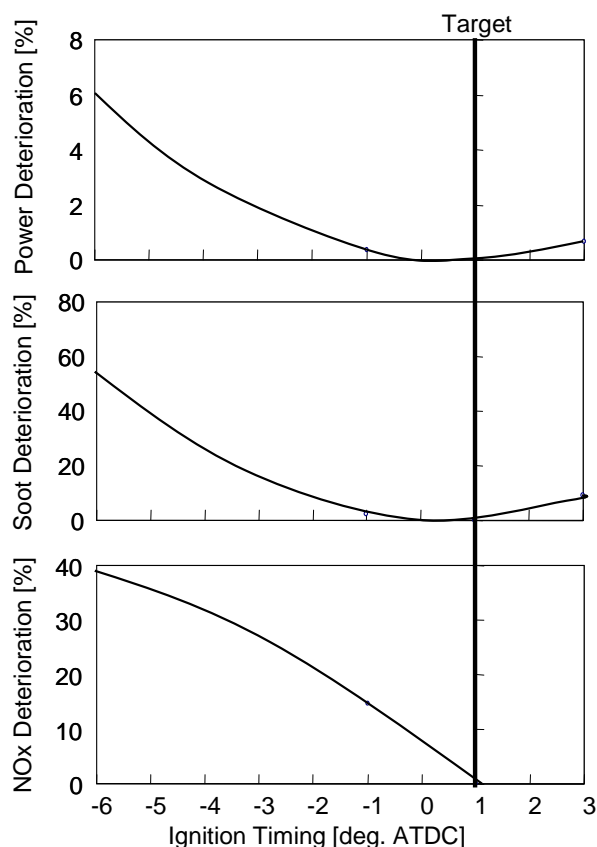 Target
Power Deterioration [%]
8
6
4
2
0
Soot Deterioration [%]
80
60
40
20
0
NOx Deterioration [%]
40
30
20
10
0
-6 -5 -4 -3 -2 -1 0 1 2 3
Ignition Timing [deg. ATDC]